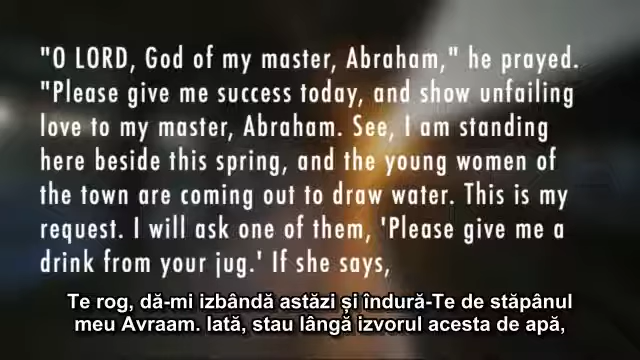 "O LORD, God of my master, Abraham," he prayed.
"Please give me success today, and show unfailing
love to my master, Abraham. See, I am standing
here beside this spring, and the young women of
the town are coming out to draw water. This is my
request. I will ask one of them, 'Please give me a
drink from your jug.' If she says,
Te rog, dă-mi izbândă astăzi și îndură-Te de stăpânul
meu Avraam. Iată, stau lângă izvorul acesta de apă,